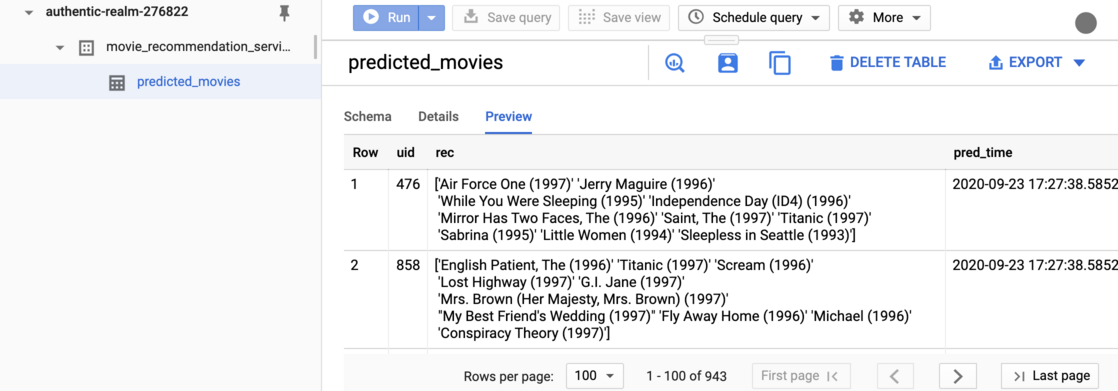 authentic-realm-276822
movie_recommendation_servi...
predicted_movies
Run
Save query
Save view
Schedule query
More
predicted_movies
DELETE TABLE
EXPORT
Schema Details Preview
Row uid rec pred_time
1 476 ['Air Force One (1997)' 'Jerry Maguire (1996)' 2020-09-23 17:27:38.5852
'While You Were Sleeping (1995)' 'Independence Day (ID4) (1996)'
'Mirror Has Two Faces, The (1996)' 'Saint, The (1997)' 'Titanic (1997)'
'Sabrina (1995)' 'Little Women (1994)' 'Sleepless in Seattle (1993)']
2 858 ['English Patient, The (1996)' 'Titanic (1997)' 'Scream (1996)' 2020-09-23 17:27:38.5852
'Lost Highway (1997)' 'G.I. Jane (1997)'
'Mrs. Brown (Her Majesty, Mrs. Brown) (1997)'
"My Best Friend's Wedding (1997)" 'Fly Away Home (1996)' 'Michael (1996)'
'Conspiracy Theory (1997)']
Rows per page: 100 1 - 100 of 943 First page Last page